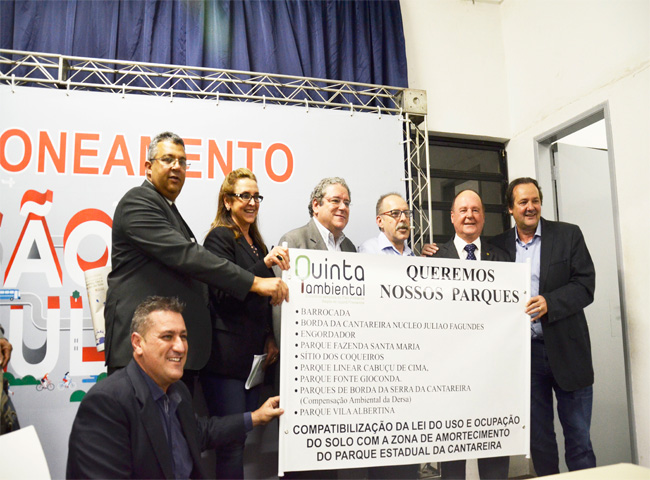 ONEAMENTO
SÃO
UL
Quinta
ambiental
QUEREMOS
NOSSOS PARQUES
• BARROCADA
• BORDA DA CANTAREIRA NUCLEO JULIAO FAGUNDES
• ENGORDADOR
• PARQUE FAZENDA SANTA MARIA
• SITIO DOS COQUEIROS
• PARQUE LINEAR CABUÇU DE CIMA,
• PARQUE FONTE GIOCONDA.
• PARQUES DE BORDA DA SERRA DA CANTAREIRA
(Compensação Ambiental da Dersa)
• PARQUE VILA ALBERTINA
COMPATIBILIZAÇÃO DA LEI DO USO E OCUPAÇÃO
DO SOLO COM A ZONA DE AMORTECIMENTO
DO PARQUE ESTADUAL DA CANTAREIRA